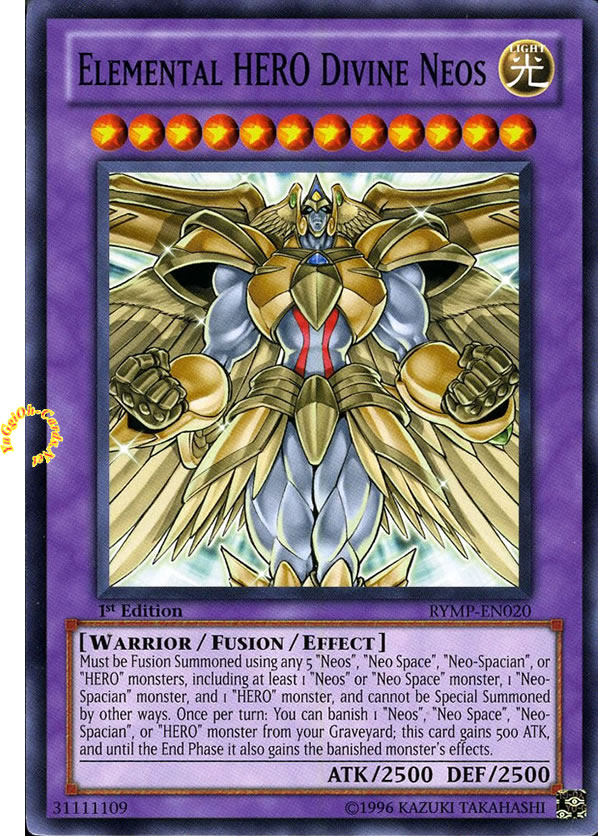 ELEMENTAL HERO DIVINE NEOS
LIGHT
光
YuGgiOh-Cards.Net
1st Edition
RYMP-EN020
[WARRIOR / FUSION / EFFECT]
Must be Fusion Summoned using any 5 "Neos", "Neo Space", "Neo-Spacian", or
"HERO" monsters, including at least 1 "Neos" or "Neo Space" monster, 1 "Neo-
Spacian" monster, and 1 "HERO" monster, and cannot be Special Summoned
by other ways. Once per turn: You can banish 1 "Neos", "Neo Space", "Neo-
Spacian", or "HERO" monster from your Graveyard; this card gains 500 ATK,
and until the End Phase it also gains the banished monster's effects.
ATK/2500 DEF/2500
31111109
©1996 KAZUKI TAKAHASHI